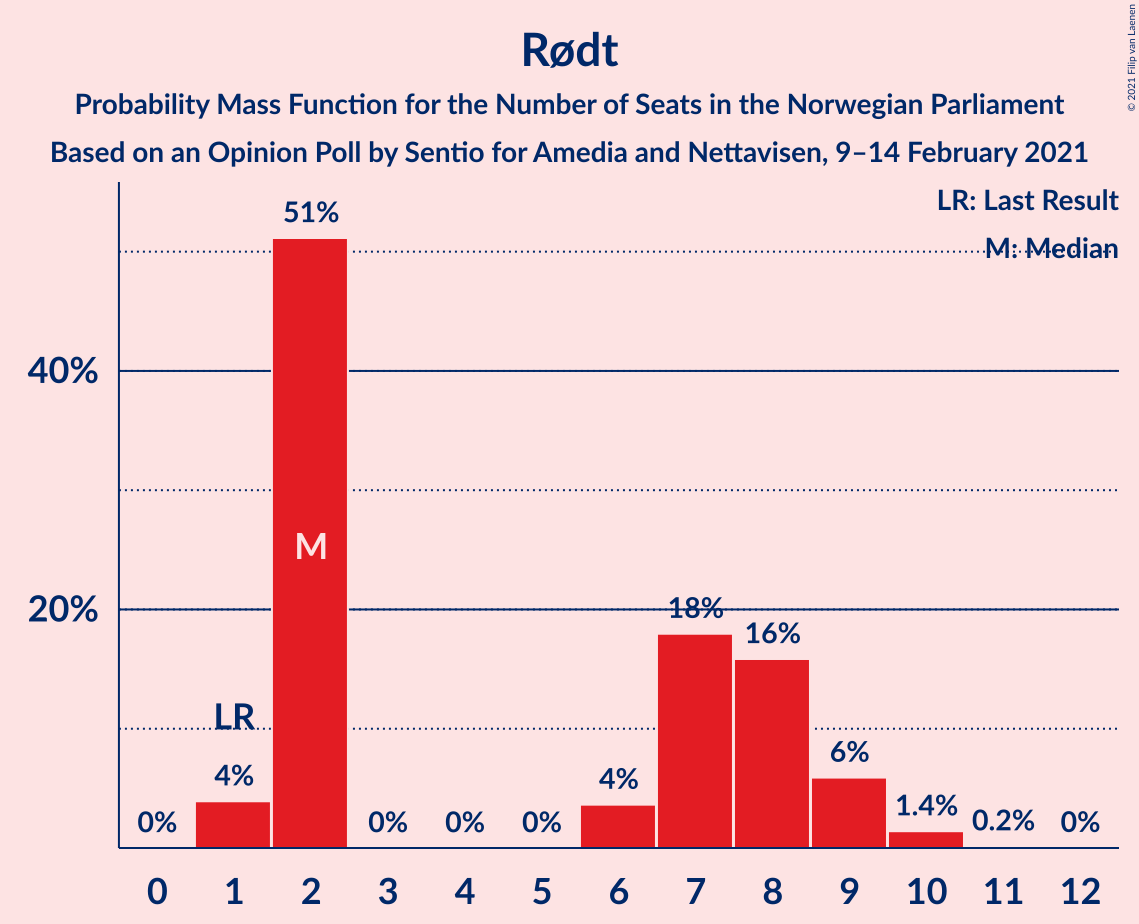 Rødt
Probability Mass Function for the Number of Seats in the Norwegian Parliament
Based on an Opinion Poll by Sentio for Amedia and Nettavisen, 9–14 February 2021
© 2021 Filip van Laenen
LR: Last Result
M: Median
51%
40%
M
20%
18%
16%
LR
4%
4%
6%
1.4%
0.2%
0%
0%
0%
0%
0%
0 1 2 3 4 5 6 7 8 9 10 11 12